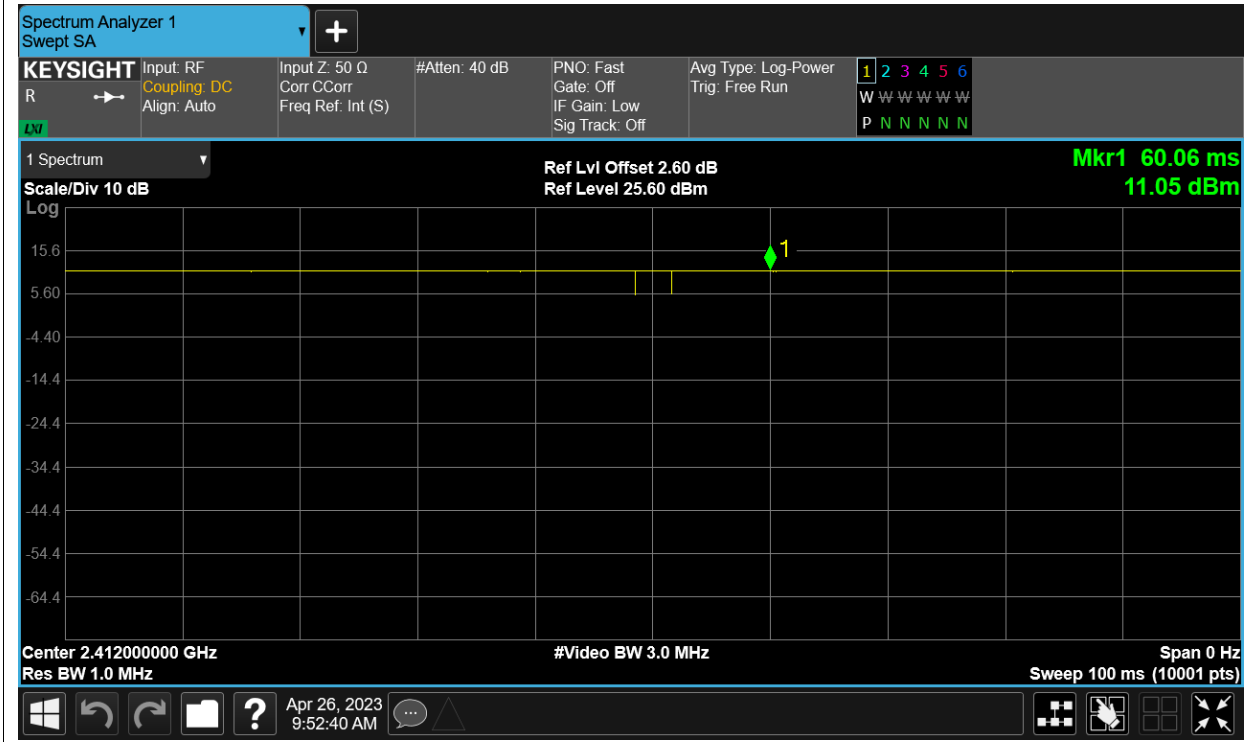 Spectrum Analyzer 1
Swept SA
KEYSIGHT
R
LXI
Input: RF
Coupling: DC
Align: Auto
Input Z: 50 Ω
Corr CCorr
Freq Ref: Int (S)
#Atten: 40 dB
PNO: Fast
Gate: Off
IF Gain: Low
Sig Track: Off
Avg Type: Log-Power
Trig: Free Run
1 2 3 4 5 6
W W W W W W
P N N N N N
1 Spectrum
Scale/Div 10 dB
Log
Ref Lvl Offset 2.60 dB
Ref Level 25.60 dBm
Mkr1 60.06 ms
11.05 dBm
1
15.6
5.60
-4.40
-14.4
-24.4
-34.4
-44.4
-54.4
-64.4
Center 2.412000000 GHz
Res BW 1.0 MHz
#Video BW 3.0 MHz
Span 0 Hz
Sweep 100 ms (10001 pts)
?
Apr 26, 2023
9:52:40 AM